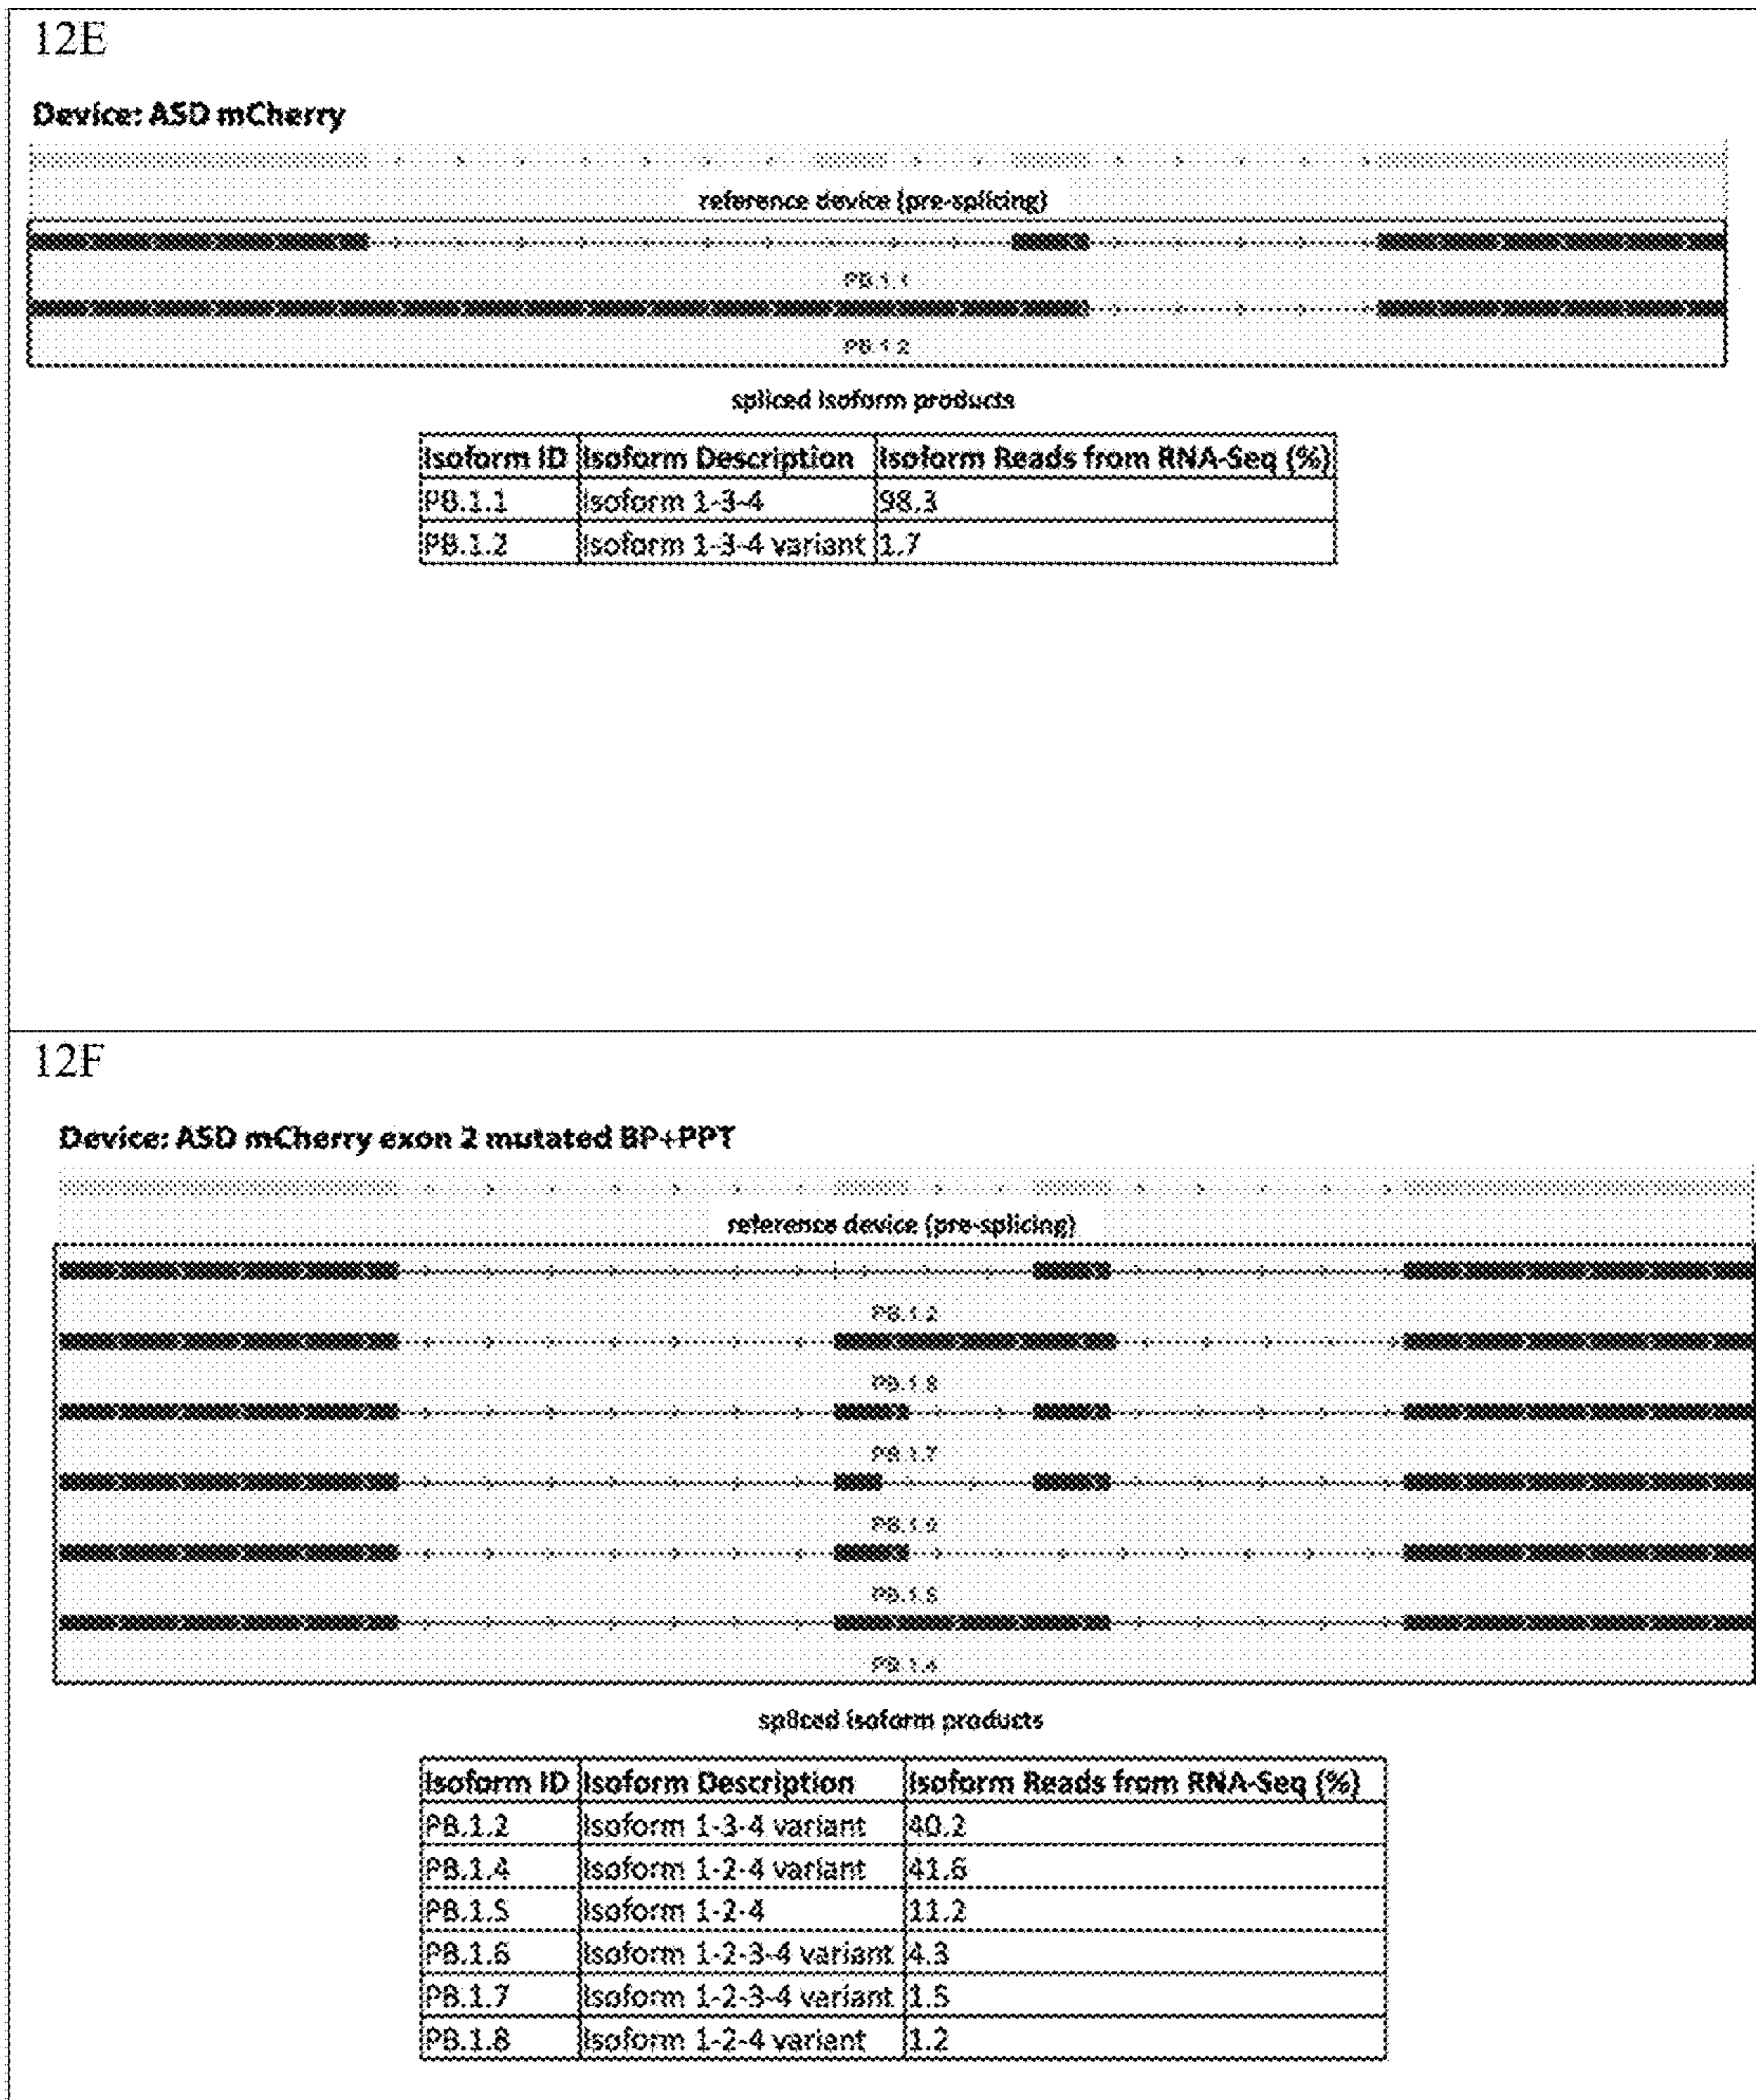 12E
Device: ASD mCherry
reference device (pre-splicing)
PB.1.1
PB.1.2
spliced isoform products
Isoform ID Isoform Description Isoform Reads from RNA-Seq (%)
PB.1.1 Isoform 1-3-4 98.3
PB.1.2 Isoform 1-3-4 variant 1.7
12F
Device: ASD mCherry exon 2 mutated BP+PPT
reference device (pre-splicing)
PB.1.2
PB.1.8
PB.1.7
PB.1.5
PB.1.4
spliced isoform products
Isoform ID Isoform Description Isoform Reads from RNA-Seq (%)
PB.1.2 Isoform 1-3-4 variant 40.2
PB.1.4 Isoform 1-2-4 variant 41.6
PB.1.5 Isoform 1-2-4 11.2
PB.1.6 Isoform 1-2-3-4 variant 4.3
PB.1.7 Isoform 1-2-3-4 variant 1.5
PB.1.8 Isoform 1-2-4 variant 1.2